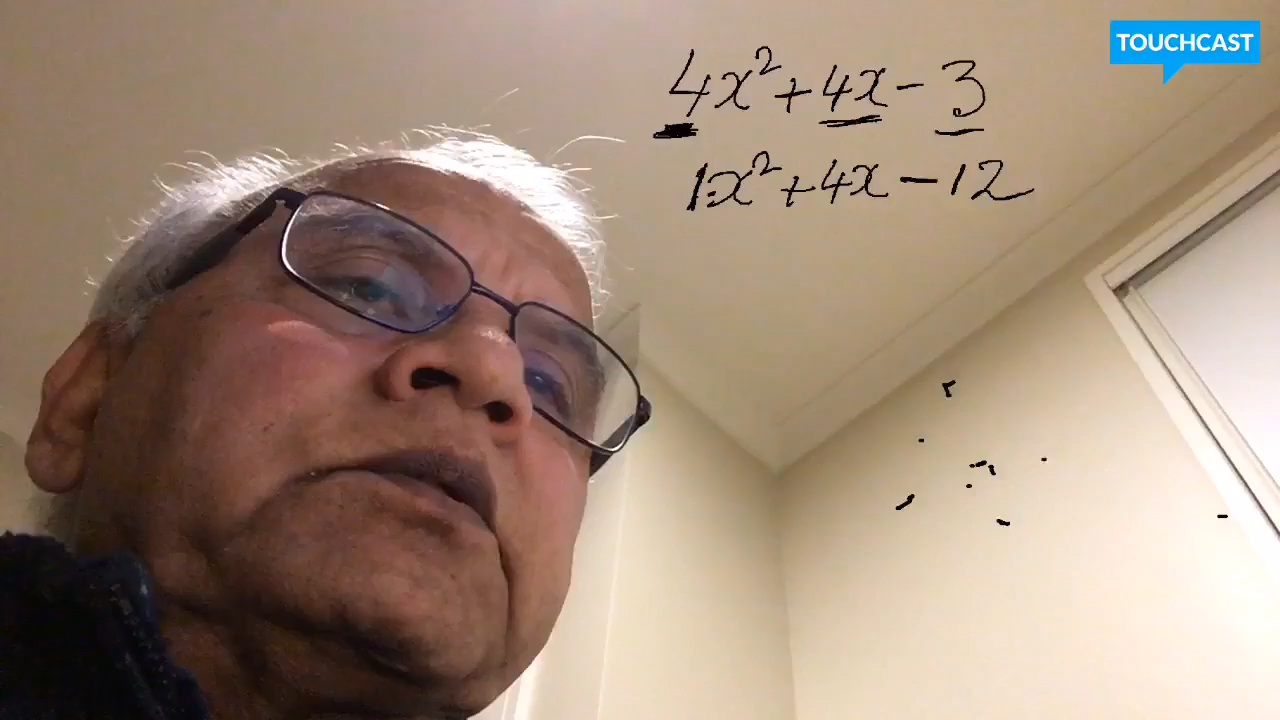 TOUCHCAST
4x² + 4x - 3
1x² + 4x - 12